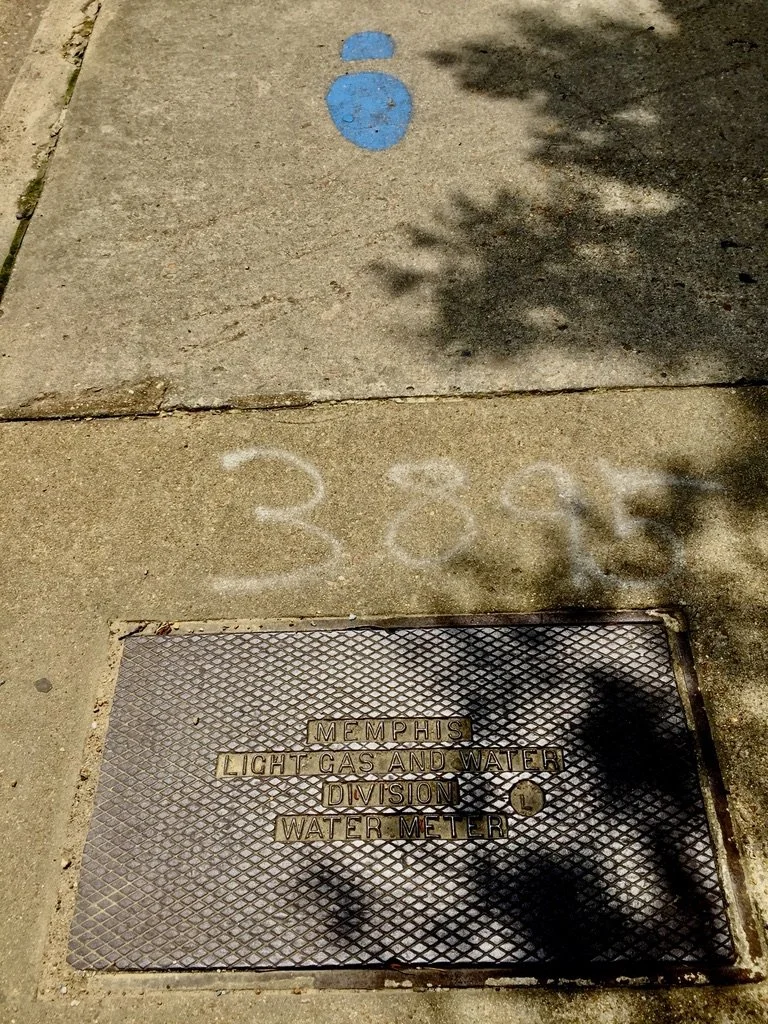 3895
MEMPHIS
LIGHT GAS AND WATER
DIVISION L
WATER METER